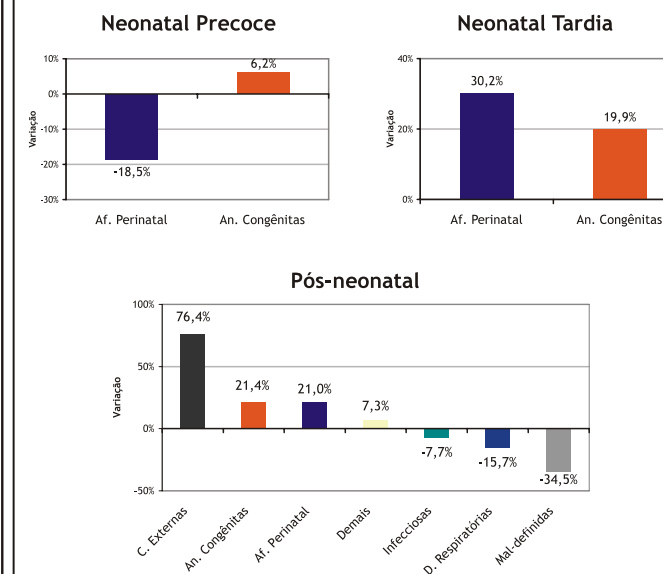 Neonatal Precoce
10%
0%
-10%
-20%
-30%
Variação
6,2%
-18,5%
Af. Perinatal An. Congênitas
Neonatal Tardia
40%
20%
0%
Variação
30,2%
19,9%
Af. Perinatal An. Congênitas
Pós-neonatal
100%
50%
0%
-50%
Variação
76,4%
21,4%
21,0%
7,3%
-7,7%
-15,7%
-34,5%
C. Externas
An. Congênitas
Af. Perinatal
Demais
Infecciosas
D. Respiratórias
Mal-definidas